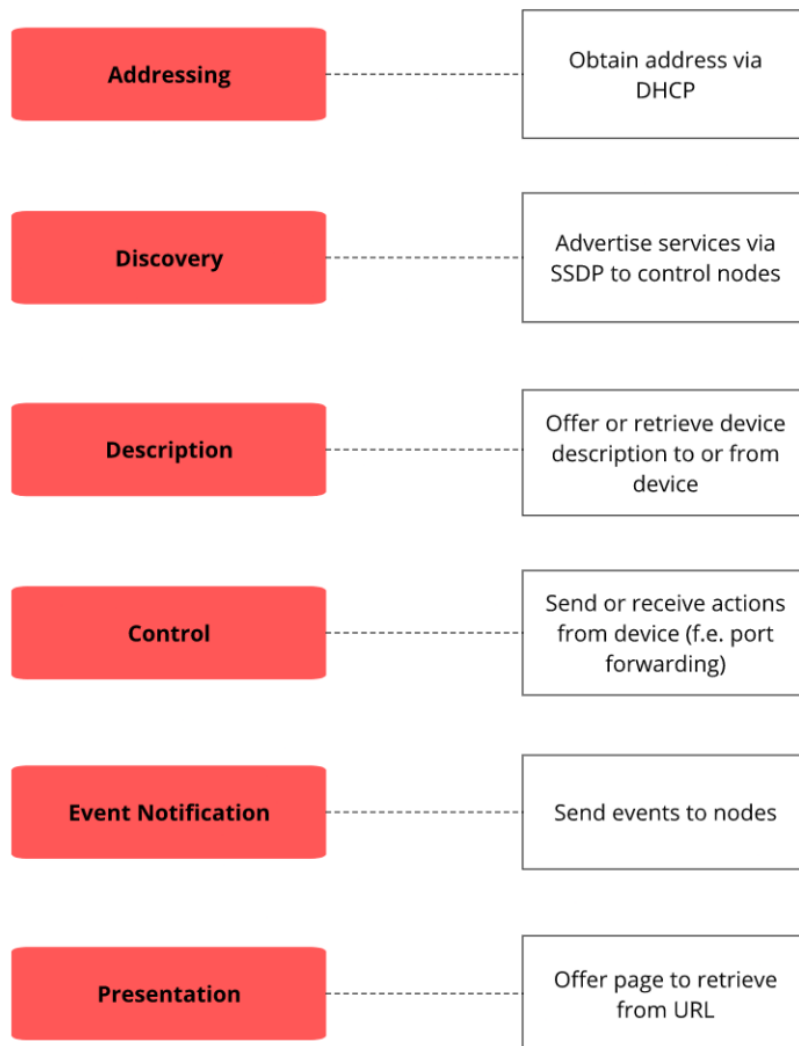 Addressing
Obtain address via
DHCP
Discovery
Advertise services via
SSDP to control nodes
Description
Offer or retrieve device
description to or from
device
Control
Send or receive actions
from device (f.e. port
forwarding)
Event Notification
Send events to nodes
Presentation
Offer page to retrieve
from URL